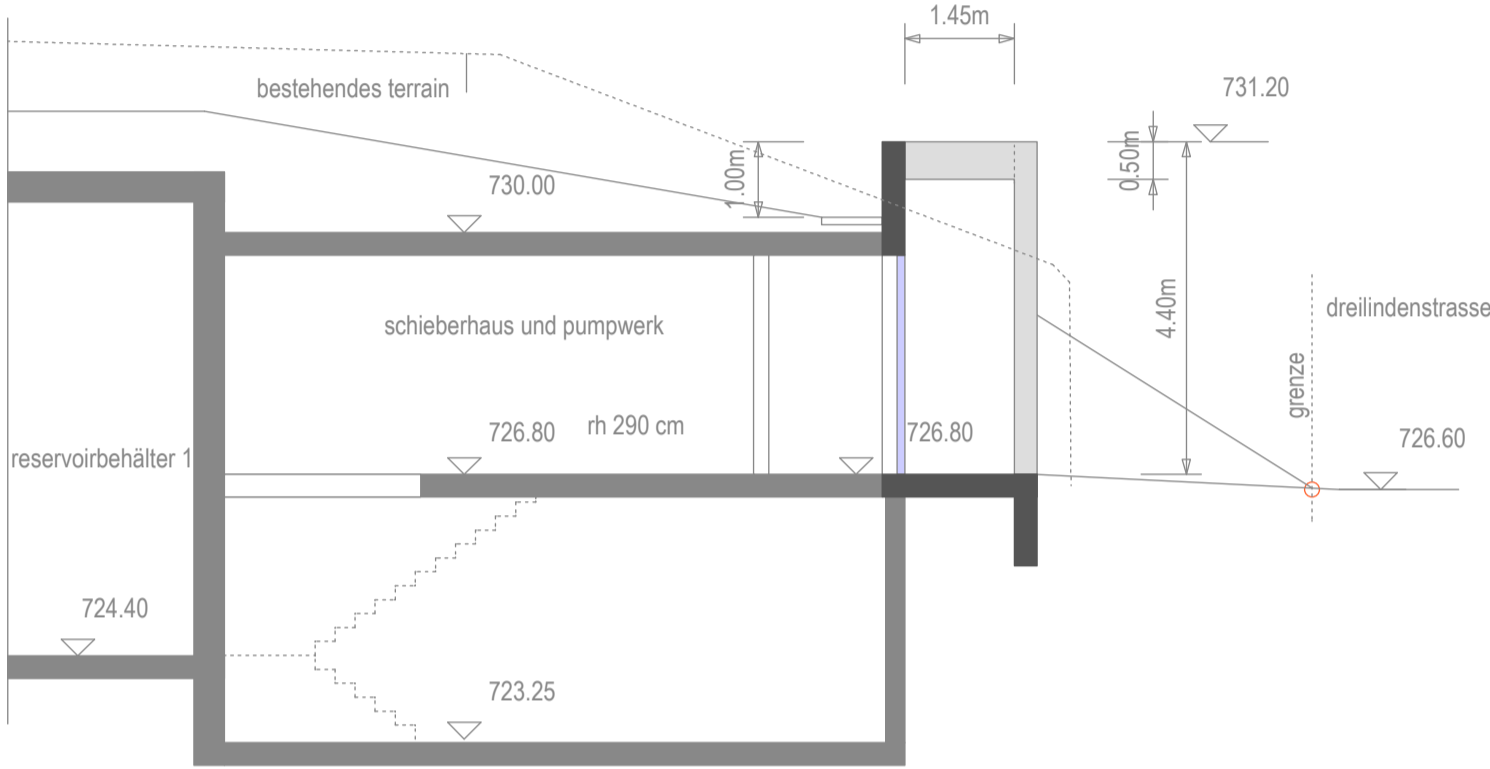 1.45m
bestehendes terrain
731.20
0.50m
1.00m
730.00
4.40m
dreilindenstrasse
schieberhaus und pumpwerk
grenze
726.80
rh 290 cm
726.80
726.60
reservoirbehälter 1
724.40
723.25